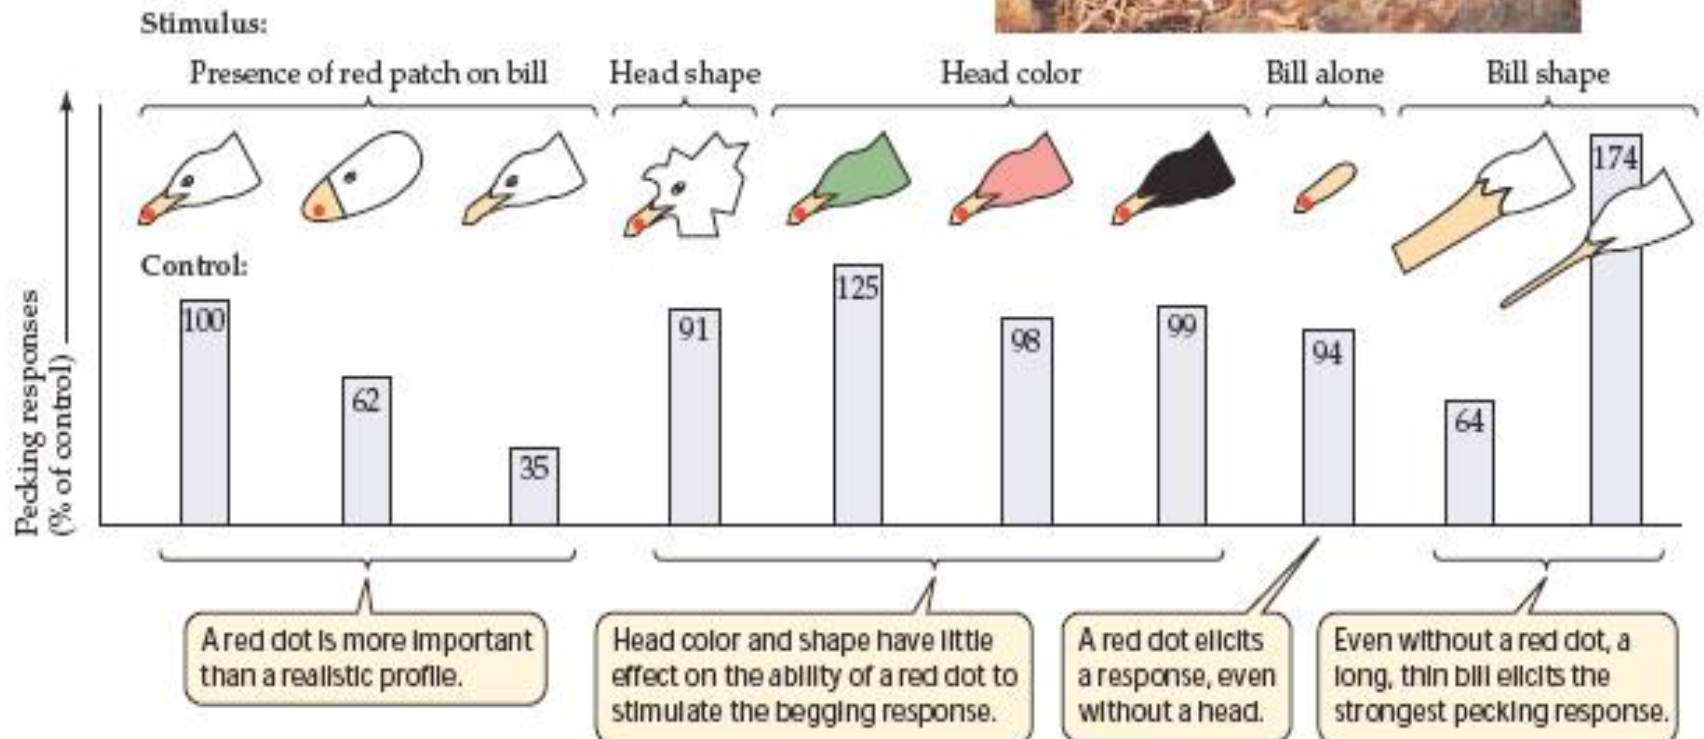 Stimulus:
Presence of red patch on bill
Head shape
Head color
Bill alone
Bill shape
Control:
100
62
35
91
125
98
99
94
64
174
Pecking responses
(% of control)
A red dot is more important
than a realistic profile.
Head color and shape have little
effect on the ability of a red dot to
stimulate the begging response.
A red dot elicits
a response, even
without a head.
Even without a red dot, a
long, thin bill elicits the
strongest pecking response.